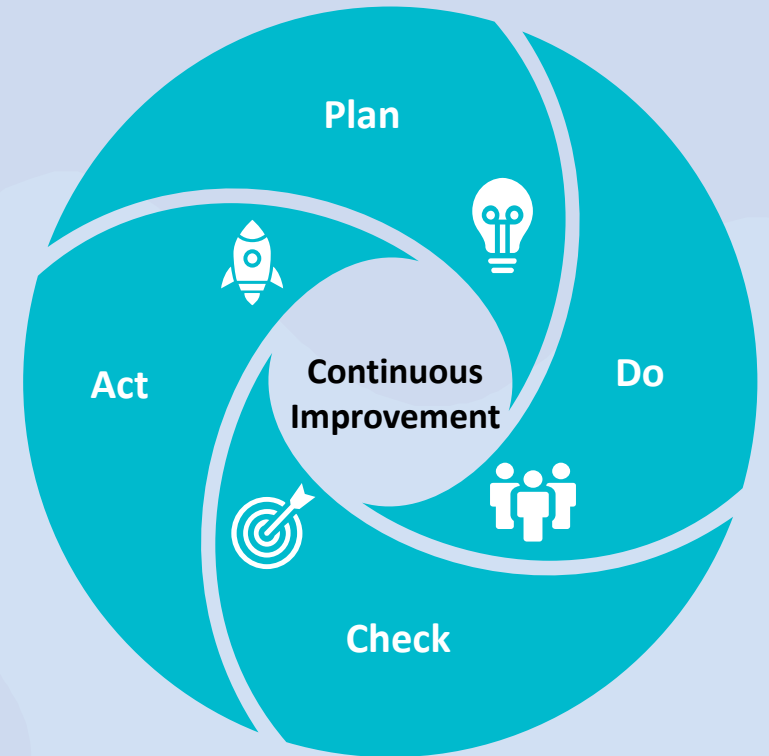 Plan
Do
Check
Act
Continuous
Improvement